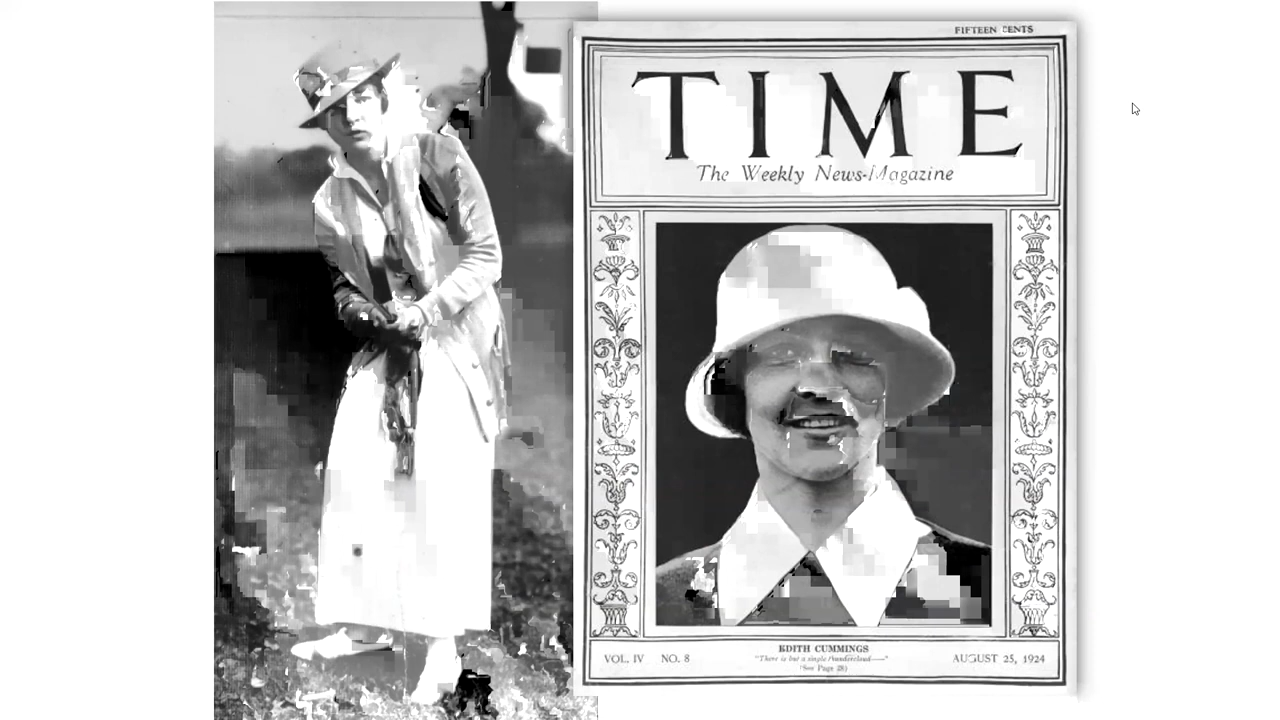 FIFTEEN CENTS
TIME
The Weekly News-Magazine
EDITH CUMMINGS
"There is but a single thundercloud—"
(See Page 28)
VOL. IV NO. 8
AUGUST 25, 1924